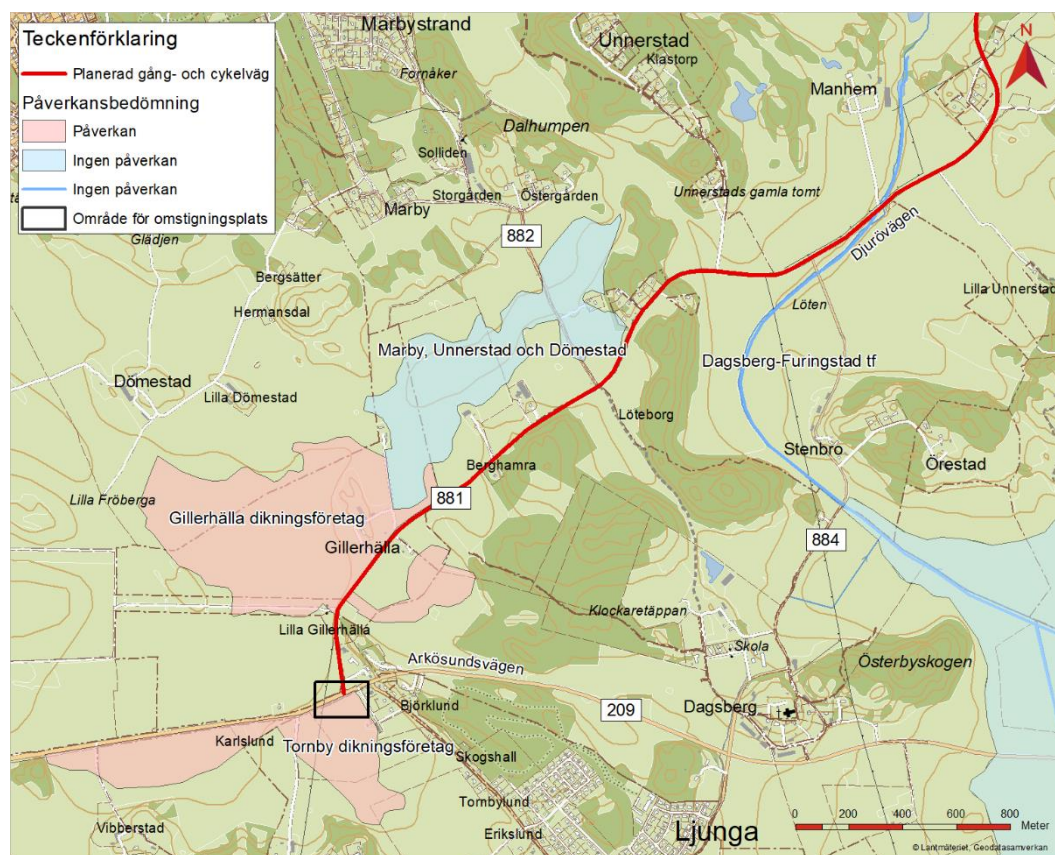 Teckenförklaring
Planerad gång- och cykelväg
Påverkansbedömning
Påverkan
Ingen påverkan
Ingen påverkan
Område för omstigningsplats
N
Marbystrand
Fornåker
Unnerstad
Klastorp
Manhem
Dalhumpen
Solliden
Storgården
Östergården
Unnerstads gamla tomt
Marby
Glädjen
882
Djurövägen
Bergsätter
Lilla Unnerstad
Löten
Hermansdal
Marby, Unnerstad och Dömestad
Dagsberg-Furingstad tf
Dömestad
Lilla Dömestad
Löteborg
Stenbro
Berghamra
Örestad
Lilla Fröberga
881
Gillerhälla dikningsföretag
884
Gillerhälla
Klockaretäppan
Lilla Gillerhälla
Skola
Arkösundsvägen
Österbyskogen
209
Dagsberg
Björklund
Karlslund
Tornby dikningsföretag
Skogshall
Tornbylund
Vibberstad
Erikslund
Ljunga
0 200 400 600 800
Meter
© Lantmäteriet, Geodatasamverkan